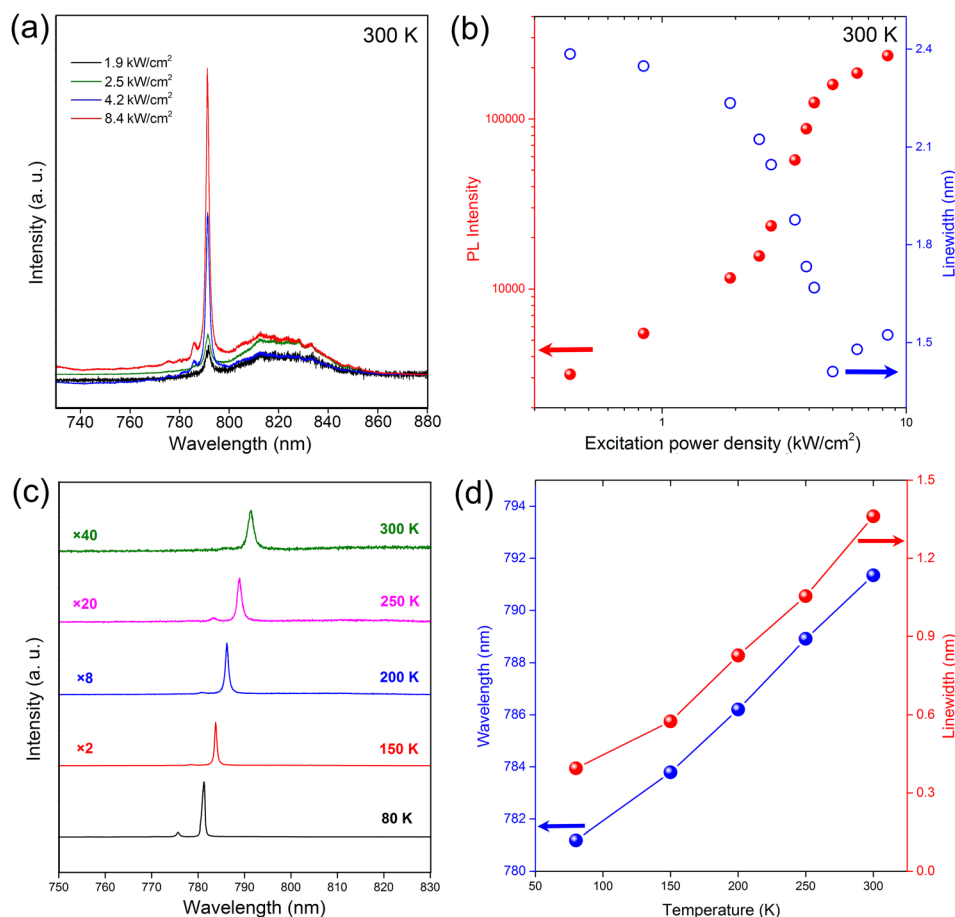 (a)
300 K
1.9 kW/cm²
2.5 kW/cm²
4.2 kW/cm²
8.4 kW/cm²
Intensity (a. u.)
740 760 780 800 820 840 860 880
Wavelength (nm)
(b)
300 K
100000
10000
PL Intensity
2.4
2.1
1.8
1.5
Linewidth (nm)
1 10
Excitation power density (kW/cm²)
(c)
×40 300 K
×20 250 K
×8 200 K
×2 150 K
80 K
Intensity (a. u.)
750 760 770 780 790 800 810 820 830
Wavelength (nm)
(d)
794
792
790
788
786
784
782
780
Wavelength (nm)
1.5
1.2
0.9
0.6
0.3
0.0
Linewidth (nm)
50 100 150 200 250 300
Temperature (K)